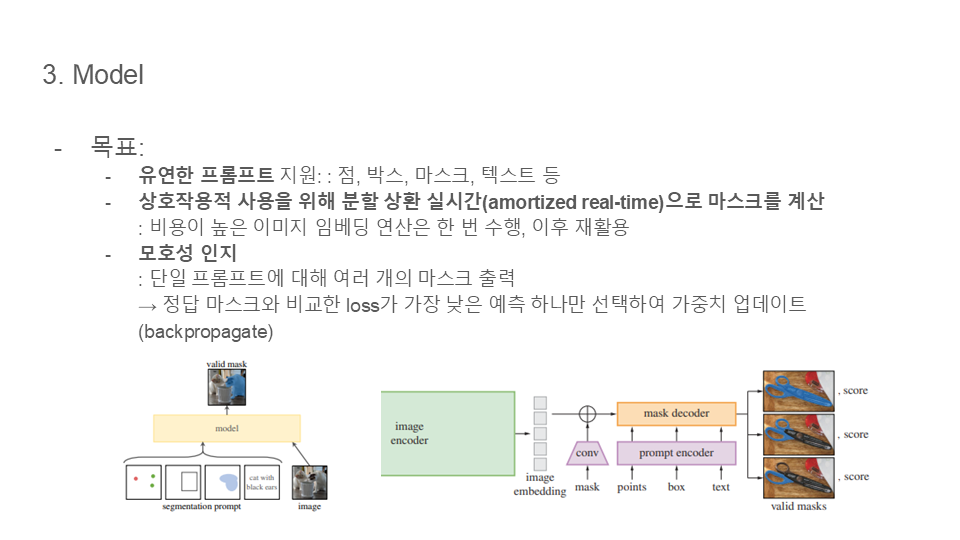 3. Model
- 목표:
- 유연한 프롬프트 지원: : 점, 박스, 마스크, 텍스트 등
- 상호작용적 사용을 위해 분할 상환 실시간(amortized real-time)으로 마스크를 계산
: 비용이 높은 이미지 임베딩 연산은 한 번 수행, 이후 재활용
- 모호성 인지
: 단일 프롬프트에 대해 여러 개의 마스크 출력
→ 정답 마스크와 비교한 loss가 가장 낮은 예측 하나만 선택하여 가중치 업데이트
(backpropagate)
valid mask
model
cat with
black ears
segmentation prompt
image
image
encoder
image
embedding
conv
mask
mask decoder
prompt encoder
points
box
text
, score
, score
, score
valid masks